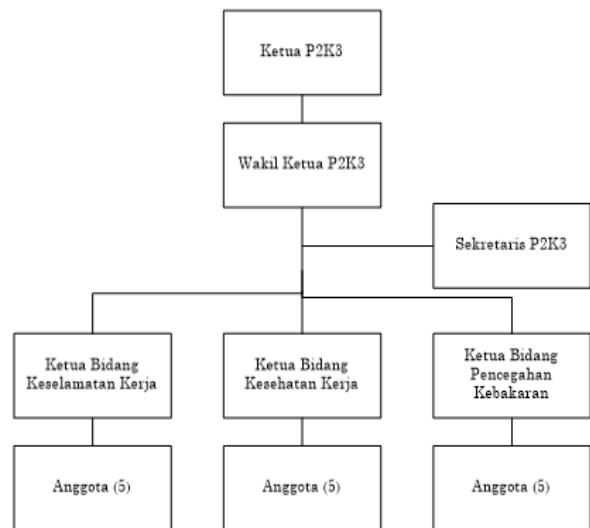 Ketua P2K3
Wakil Ketua P2K3
Sekretaris P2K3
Ketua Bidang
Keselamatan Kerja
Ketua Bidang
Kesehatan Kerja
Ketua Bidang
Pencegahan
Kebakaran
Anggota (5)
Anggota (5)
Anggota (5)